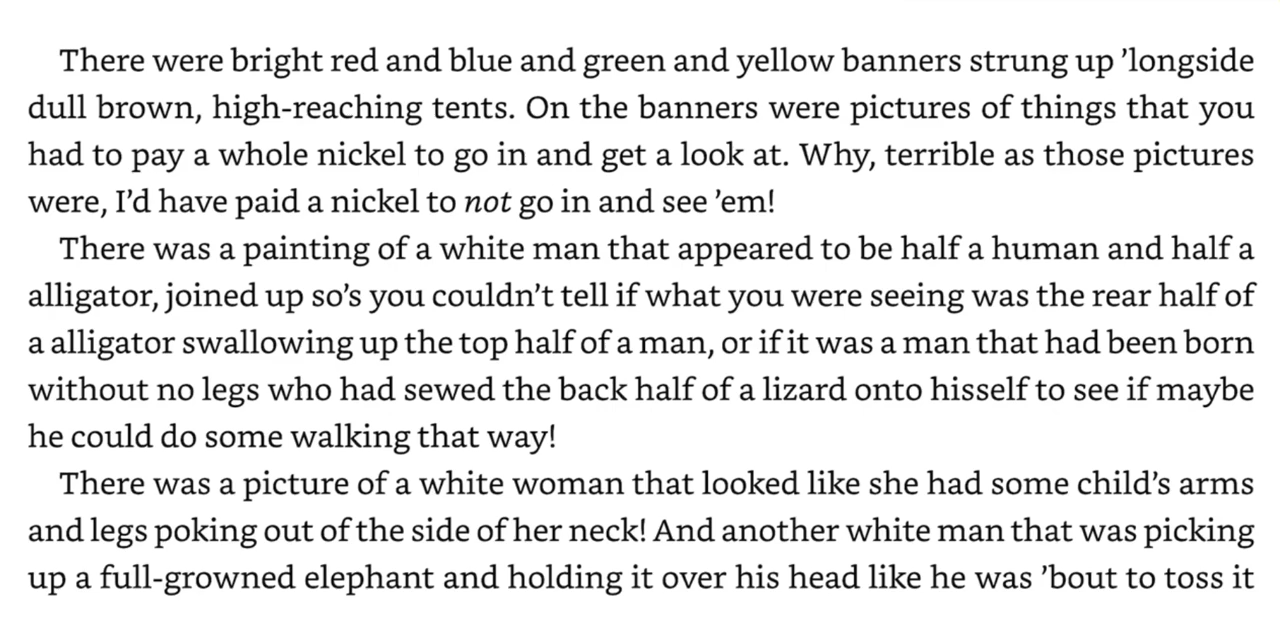 There were bright red and blue and green and yellow banners strung up ’longside
dull brown, high-reaching tents. On the banners were pictures of things that you
had to pay a whole nickel to go in and get a look at. Why, terrible as those pictures
were, I’d have paid a nickel to not go in and see ’em!
There was a painting of a white man that appeared to be half a human and half a
alligator, joined up so’s you couldn’t tell if what you were seeing was the rear half of
a alligator swallowing up the top half of a man, or if it was a man that had been born
without no legs who had sewed the back half of a lizard onto hisself to see if maybe
he could do some walking that way!
There was a picture of a white woman that looked like she had some child’s arms
and legs poking out of the side of her neck! And another white man that was picking
up a full-growned elephant and holding it over his head like he was ’bout to toss it